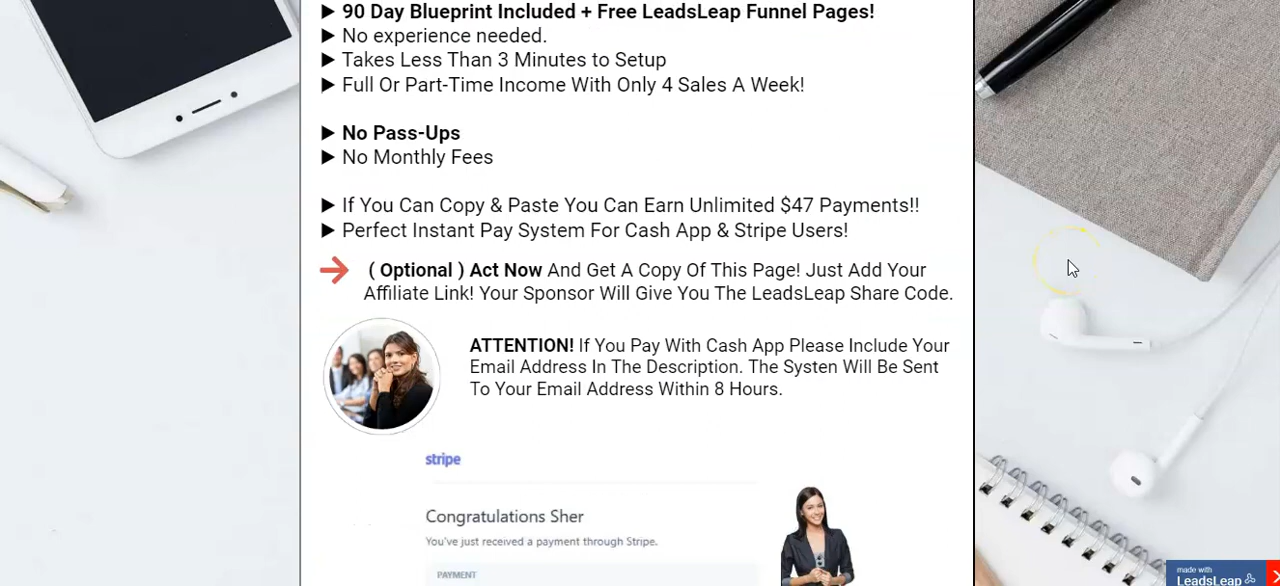 ► 90 Day Blueprint Included + Free LeadsLeap Funnel Pages!
► No experience needed.
► Takes Less Than 3 Minutes to Setup
► Full Or Part-Time Income With Only 4 Sales A Week!
► No Pass-Ups
► No Monthly Fees
► If You Can Copy & Paste You Can Earn Unlimited $47 Payments!!
► Perfect Instant Pay System For Cash App & Stripe Users!
( Optional ) Act Now And Get A Copy Of This Page! Just Add Your
Affiliate Link! Your Sponsor Will Give You The LeadsLeap Share Code.
ATTENTION! If You Pay With Cash App Please Include Your
Email Address In The Description. The Systen Will Be Sent
To Your Email Address Within 8 Hours.
stripe
Congratulations Sher
You've just received a payment through Stripe.
PAYMENT
made with
LeadsLeap